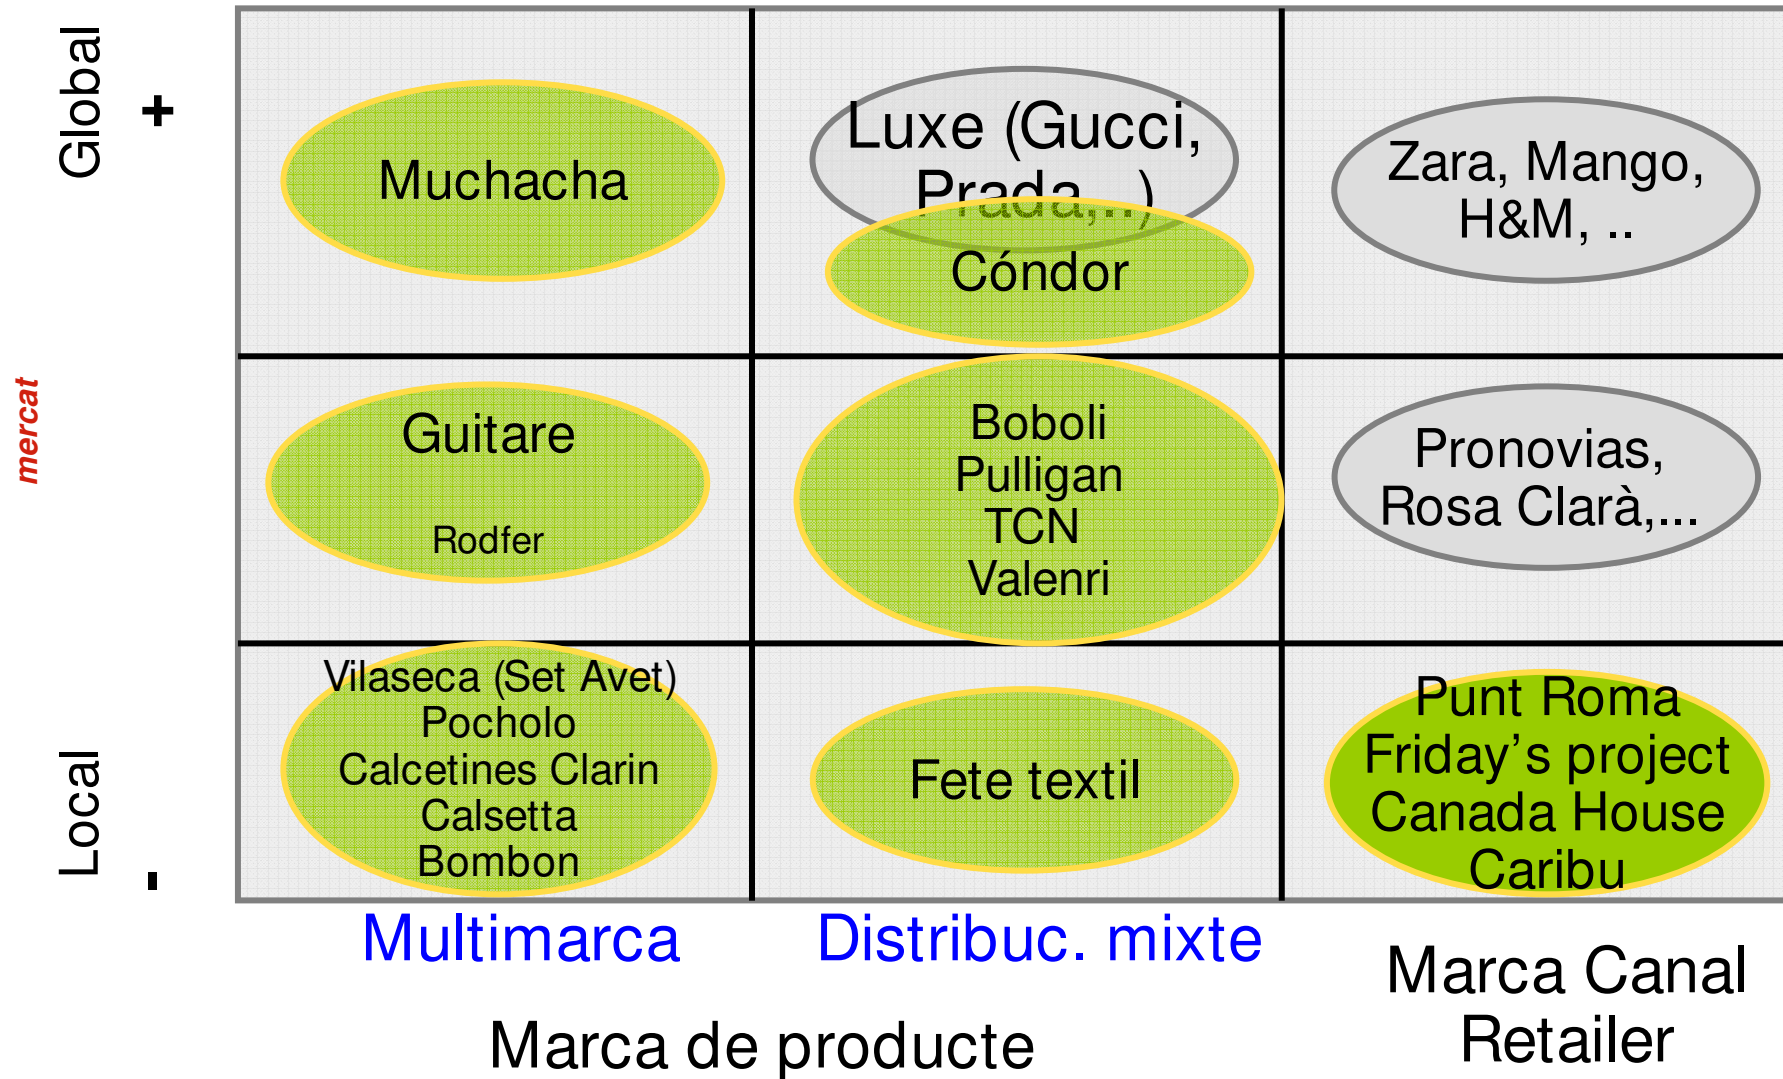 Global
+
mercat
Local
-
Muchacha
Luxe (Gucci,
Prada,..)
Cóndor
Zara, Mango,
H&M, ..
Guitare
Rodfer
Boboli
Pulligan
TCN
Valenri
Pronovias,
Rosa Clarà,...
Vilaseca (Set Avet)
Pocholo
Calcetines Clarin
Calsetta
Bombon
Fete textil
Punt Roma
Friday’s project
Canada House
Caribu
Multimarca
Distribuc. mixte
Marca Canal
Retailer
Marca de producte